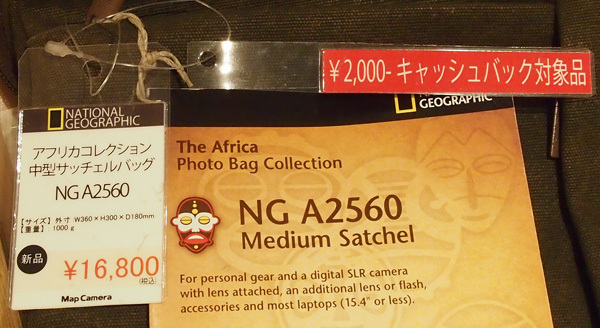 ¥2,000-キャッシュバック対象品
NATIONAL
GEOGRAPHIC
アフリカコレクション
中型サッチェルバッグ
NG A2560
【サイズ】外寸:W360×H300×D180mm
【重量】 1000g
新品
¥16,800
(税込)
Map Camera
GEOGRAPHIC
The Africa
Photo Bag Collection
NG A2560
Medium Satchel
For personal gear and a digital SLR camera
with lens attached, an additional lens or flash,
accessories and most laptops (15.4" or less).